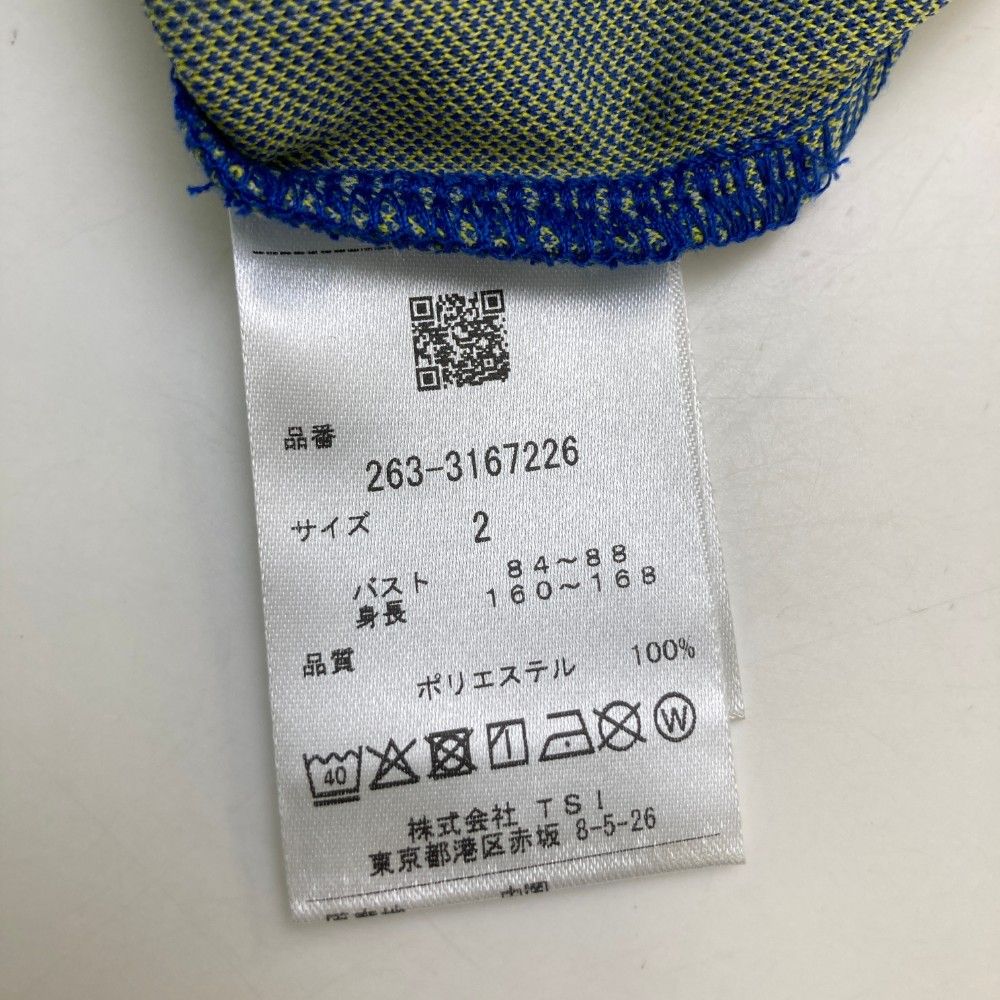 品番
263-3167226
サイズ 2
バスト 84～88
身長 160～168
品質
ポリエステル 100%
40 W
株式会社 TSI
東京都港区赤坂 8-5-26